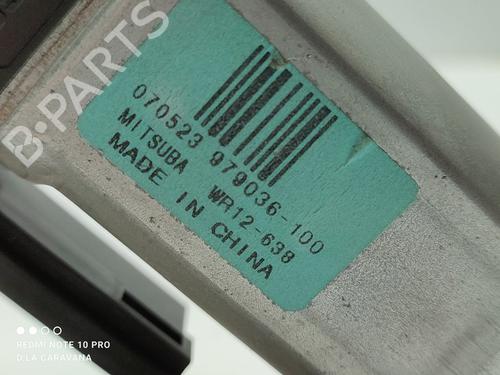 B-PARTS
070523 979036-100
MITSUBA WR12-638
MADE IN CHINA
REDMI NOTE 10 PRO
D.LA CARAVANA